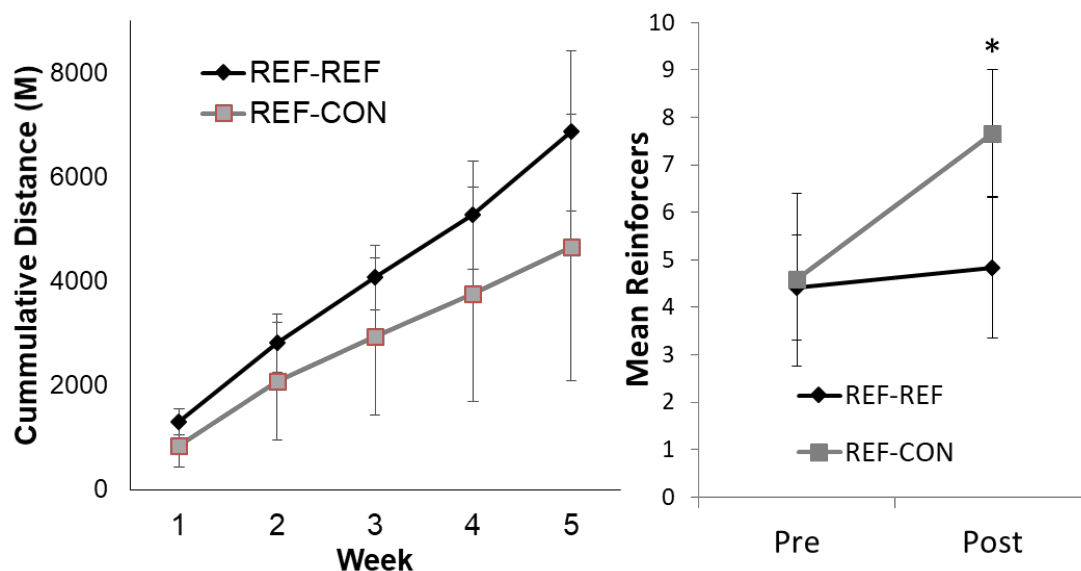 Cummulative Distance (M)
8000
6000
4000
2000
0
REF-REF
REF-CON
1 2 3 4 5
Week
Mean Reinforcers
10
9
8
7
6
5
4
3
2
1
0
*
REF-REF
REF-CON
Pre Post